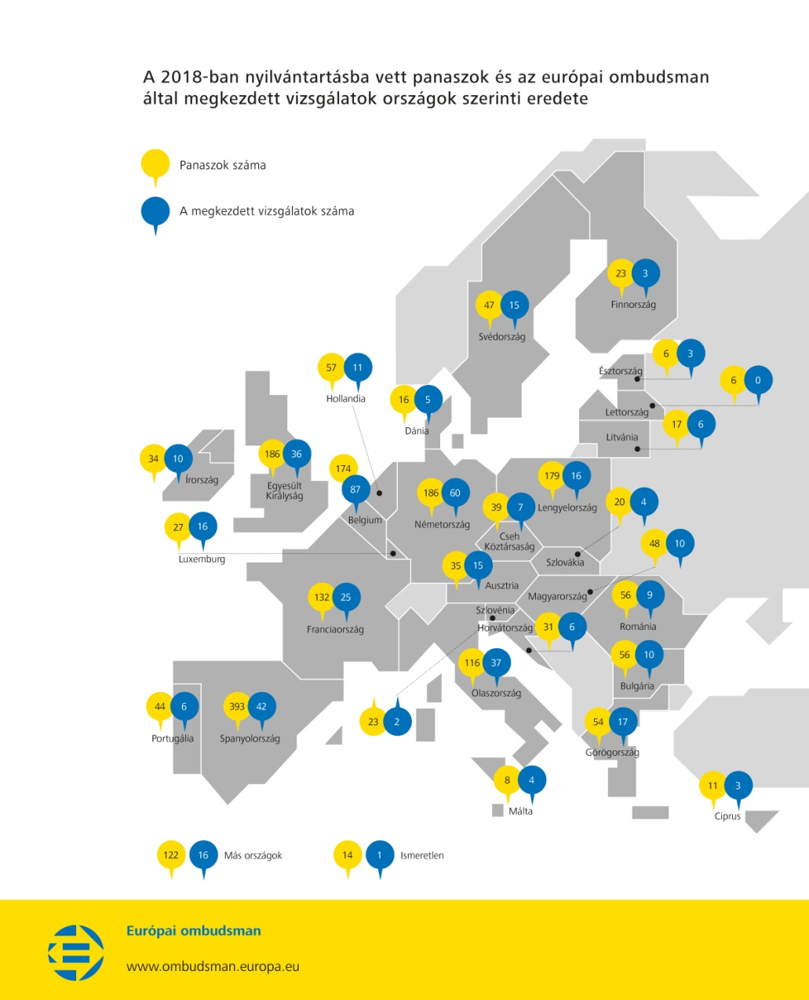 A 2018-ban nyilvántartásba vett panaszok és az európai ombudsman
által megkezdett vizsgálatok országok szerinti eredete
Panaszok száma
A megkezdett vizsgálatok száma
23 3
Finnország
47 15
Svédország
6 3
Észtország
57 11
Hollandia
6 0
Lettország
16 5
Dánia
17 6
Litvánia
34 10
Írország
186 36
Egyesült
Királyság
174
87
Belgium
186 60
Németország
179 16
Lengyelország
39 7
Cseh
Köztársaság
20 4
Szlovákia
27 16
Luxemburg
48 10
Magyarország
35 15
Ausztria
132 25
Franciaország
56 9
Románia
Szlovénia
Horvátország
31 6
116 37
Olaszország
56 10
Bulgária
44 6
Portugália
393 42
Spanyolország
23 2
54 17
Görögország
8 4
Málta
11 3
Ciprus
122 16 Más országok
14 1 Ismeretlen
Európai ombudsman
www.ombudsman.europa.eu